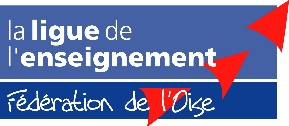 la ligue de
l'enseignement
Fédération de l'Oise